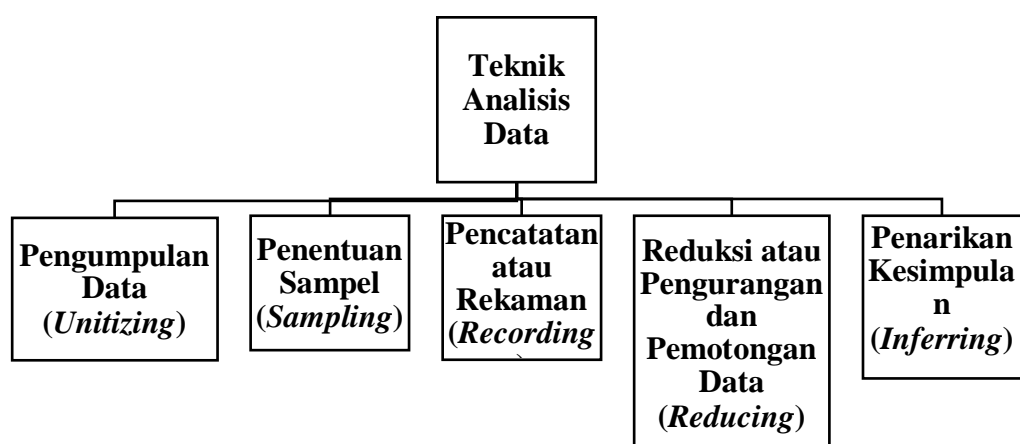 Teknik
Analisis
Data
Pengumpulan
Data
(Unitizing)
Penentuan
Sampel
(Sampling)
Pencatatan
atau
Rekaman
(Recording
)
Reduksi atau
Pengurangan
dan
Pemotongan
Data
(Reducing)
Penarikan
Kesimpula
n
(Inferring)